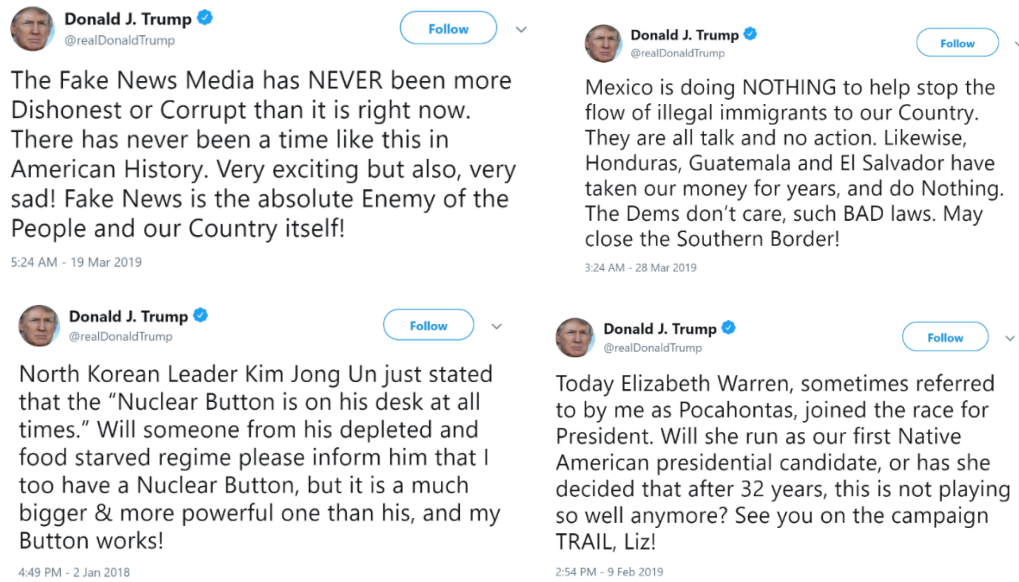 Donald J. Trump
@realDonaldTrump
Follow
The Fake News Media has NEVER been more
Dishonest or Corrupt than it is right now.
There has never been a time like this in
American History. Very exciting but also, very
sad! Fake News is the absolute Enemy of the
People and our Country itself!
5:24 AM - 19 Mar 2019
Donald J. Trump
@realDonaldTrump
Follow
Mexico is doing NOTHING to help stop the
flow of illegal immigrants to our Country.
They are all talk and no action. Likewise,
Honduras, Guatemala and El Salvador have
taken our money for years, and do Nothing.
The Dems don't care, such BAD laws. May
close the Southern Border!
3:24 AM - 28 Mar 2019
Donald J. Trump
@realDonaldTrump
Follow
North Korean Leader Kim Jong Un just stated
that the “Nuclear Button is on his desk at all
times.” Will someone from his depleted and
food starved regime please inform him that I
too have a Nuclear Button, but it is a much
bigger & more powerful one than his, and my
Button works!
4:49 PM - 2 Jan 2018
Donald J. Trump
@realDonaldTrump
Follow
Today Elizabeth Warren, sometimes referred
to by me as Pocahontas, joined the race for
President. Will she run as our first Native
American presidential candidate, or has she
decided that after 32 years, this is not playing
so well anymore? See you on the campaign
TRAIL, Liz!
2:54 PM - 9 Feb 2019